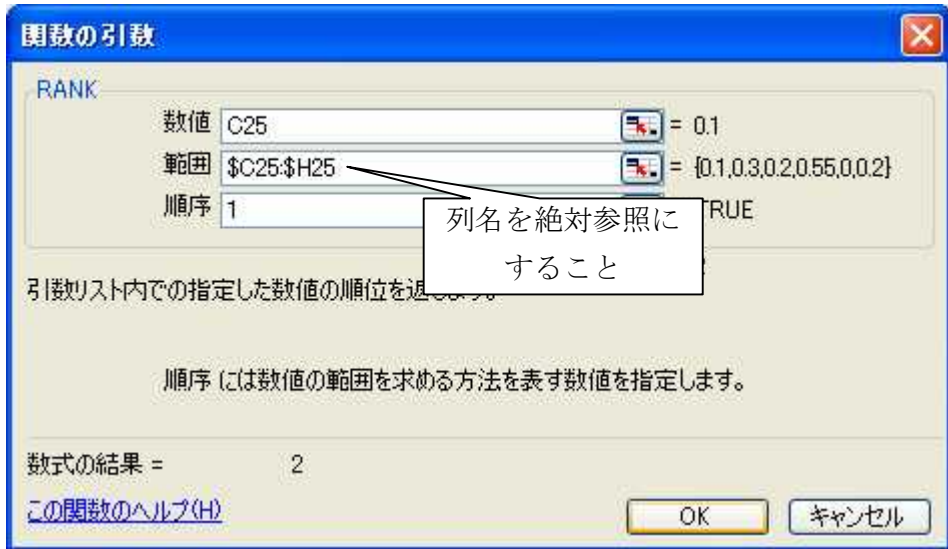 関数の引数
RANK
数値 C25 = 0.1
範囲 $C25:$H25 = {0.1,0.3,0.2,0.55,0,0.2}
順序 1 TRUE
列名を絶対参照に
すること
引数リスト内での指定した数値の順位を返します。
順序 には数値の範囲を求める方法を表す数値を指定します。
数式の結果 = 2
この関数のヘルプ(H)
OK キャンセル